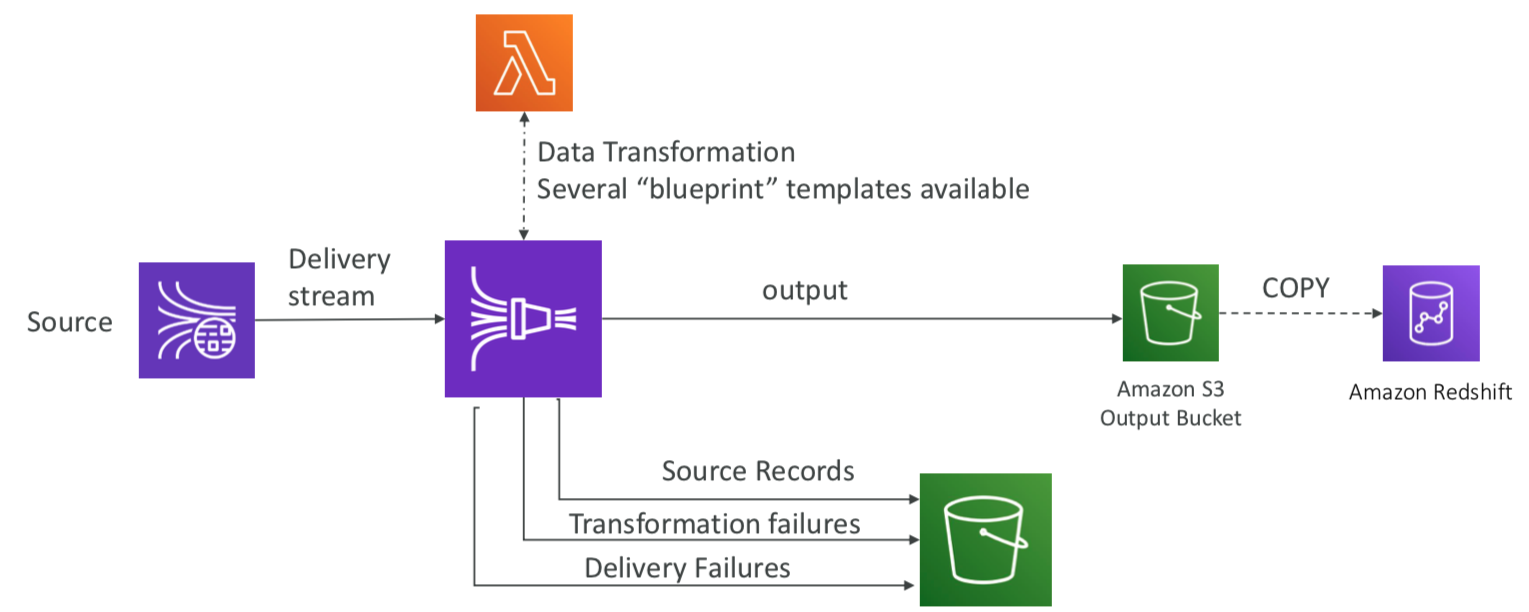 Data Transformation
Several “blueprint” templates available
Source
Delivery
stream
output
COPY
Amazon S3
Output Bucket
Amazon Redshift
Source Records
Transformation failures
Delivery Failures